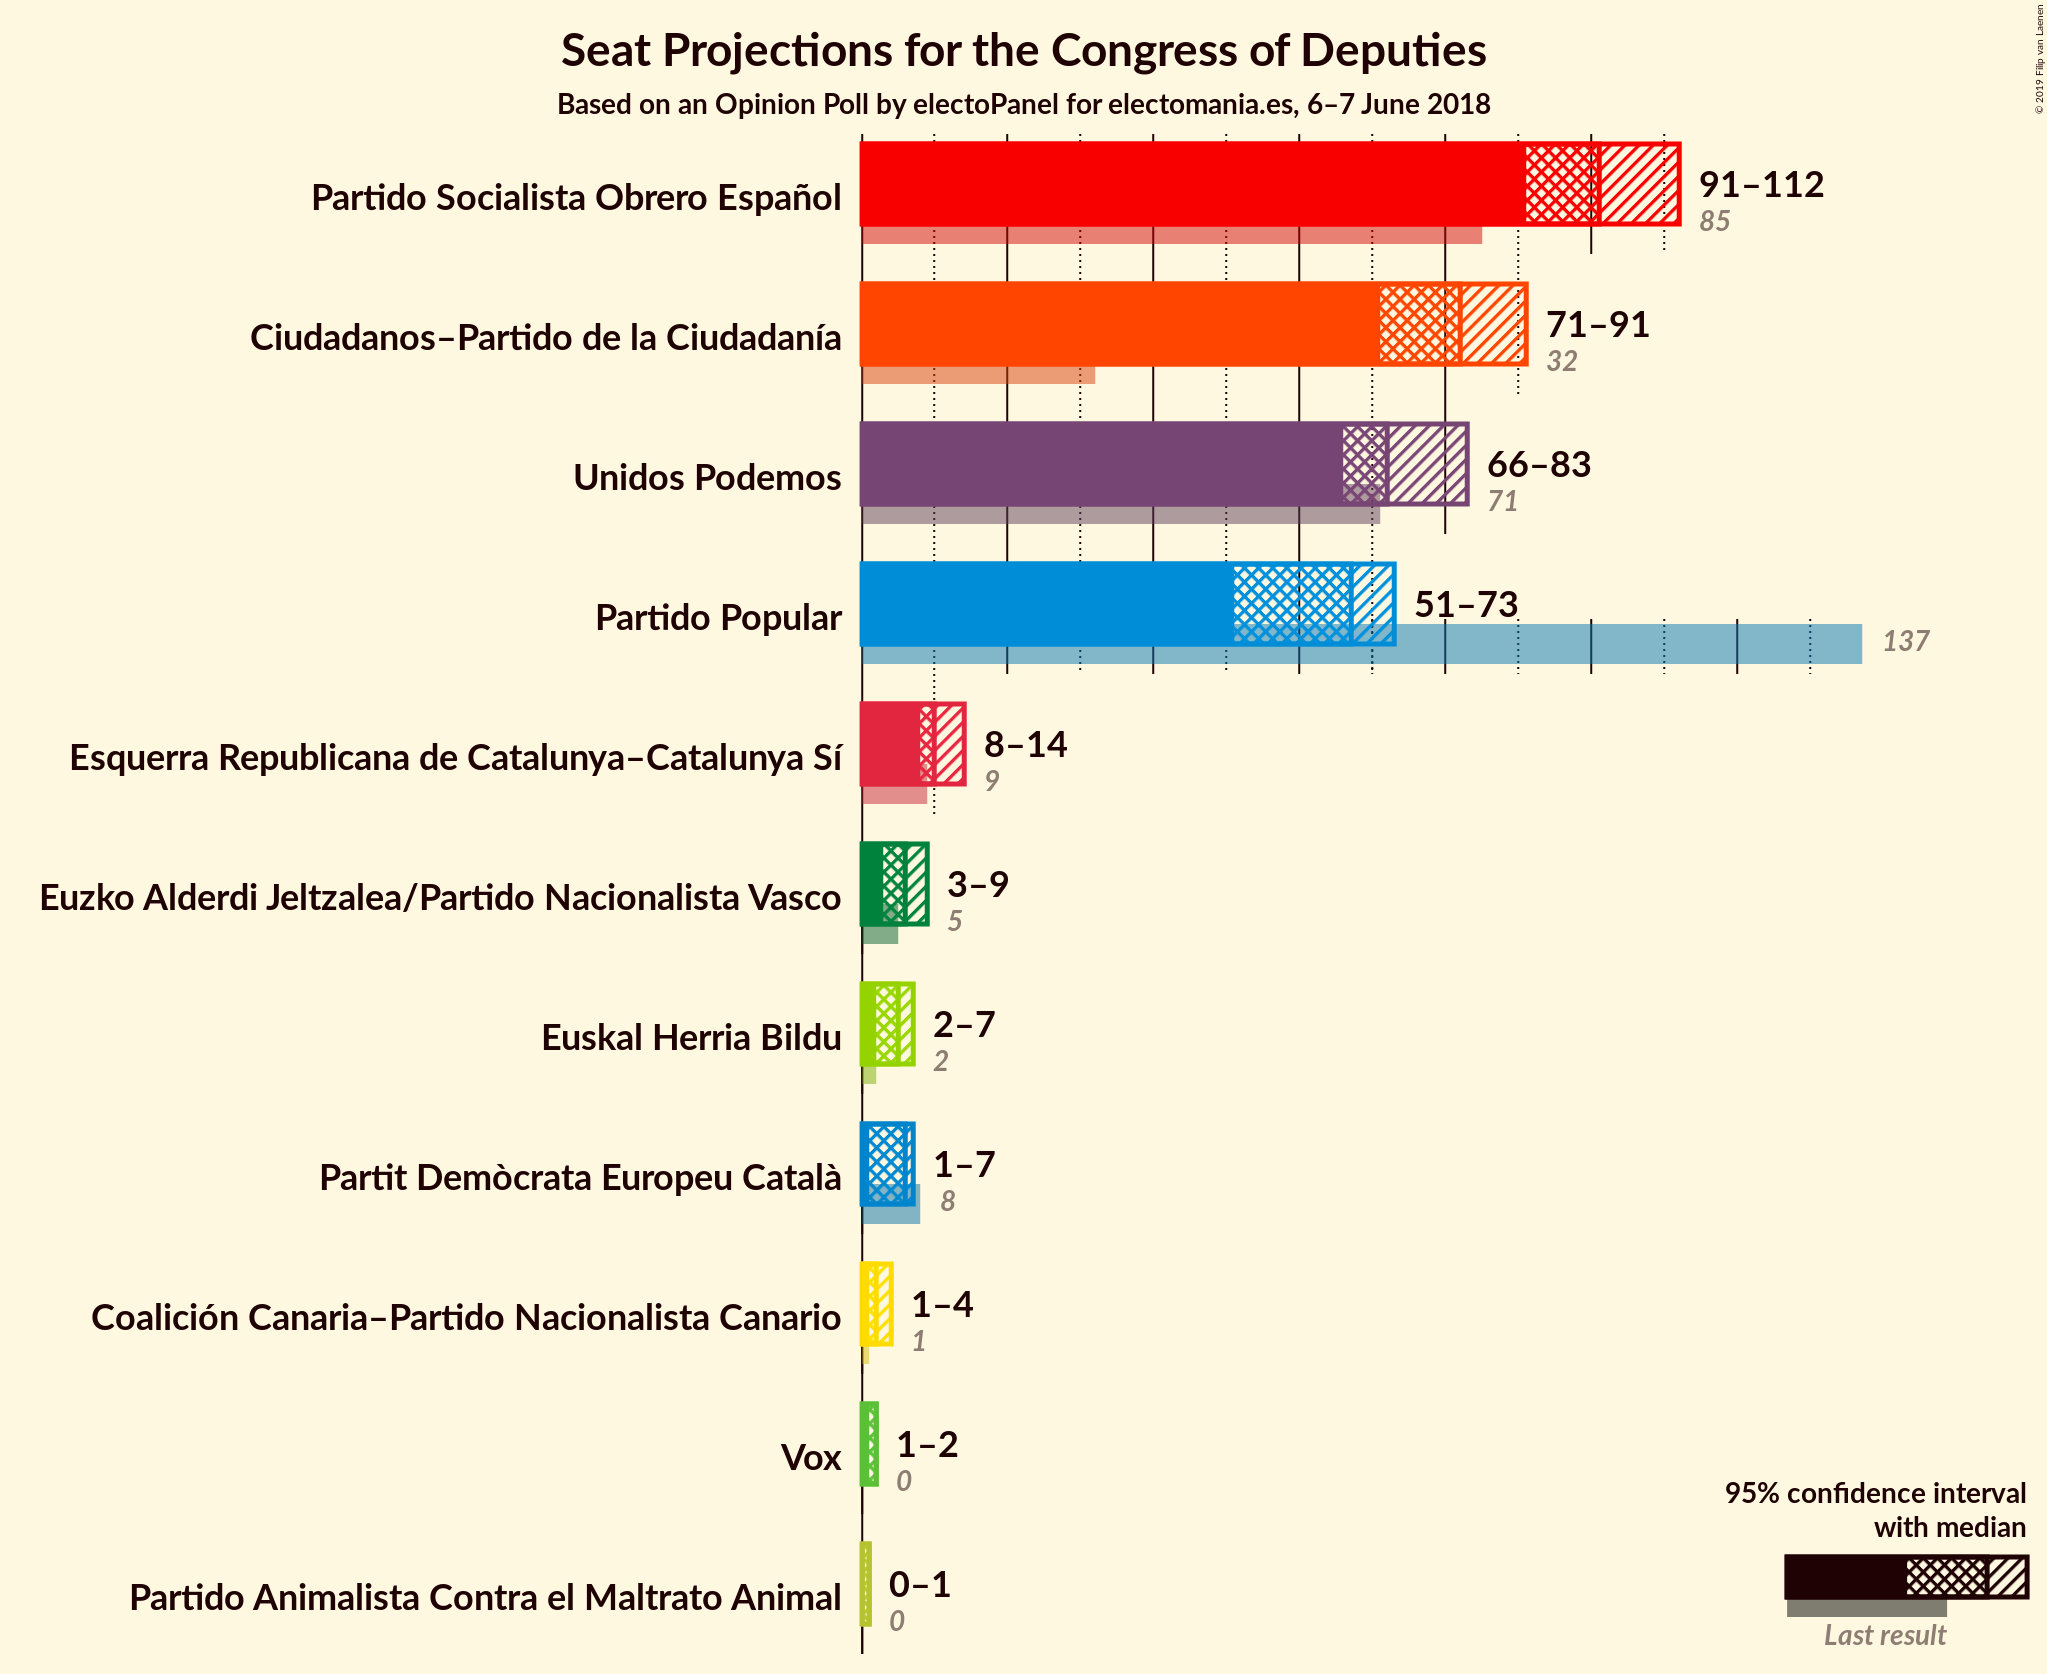 Seat Projections for the Congress of Deputies
Based on an Opinion Poll by electoPanel for electomania.es, 6–7 June 2018
© 2019 Filip van Laenen
Partido Socialista Obrero Español
91–112
85
Ciudadanos–Partido de la Ciudadanía
71–91
32
Unidos Podemos
66–83
71
Partido Popular
51–73
137
Esquerra Republicana de Catalunya–Catalunya Sí
8–14
9
Euzko Alderdi Jeltzalea/Partido Nacionalista Vasco
3–9
5
Euskal Herria Bildu
2–7
2
Partit Demòcrata Europeu Català
1–7
8
Coalición Canaria–Partido Nacionalista Canario
1–4
1
Vox
1–2
0
Partido Animalista Contra el Maltrato Animal
0–1
0
95% confidence interval
with median
Last result